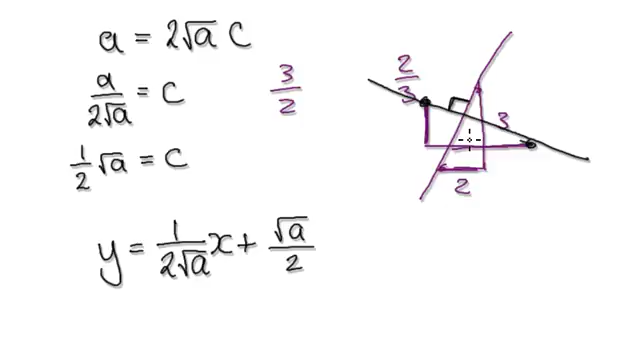 a = 2√a c
a/2√a = c
1/2 √a = c
y = 1/2√a x + √a/2
3/2
2/3
3
2